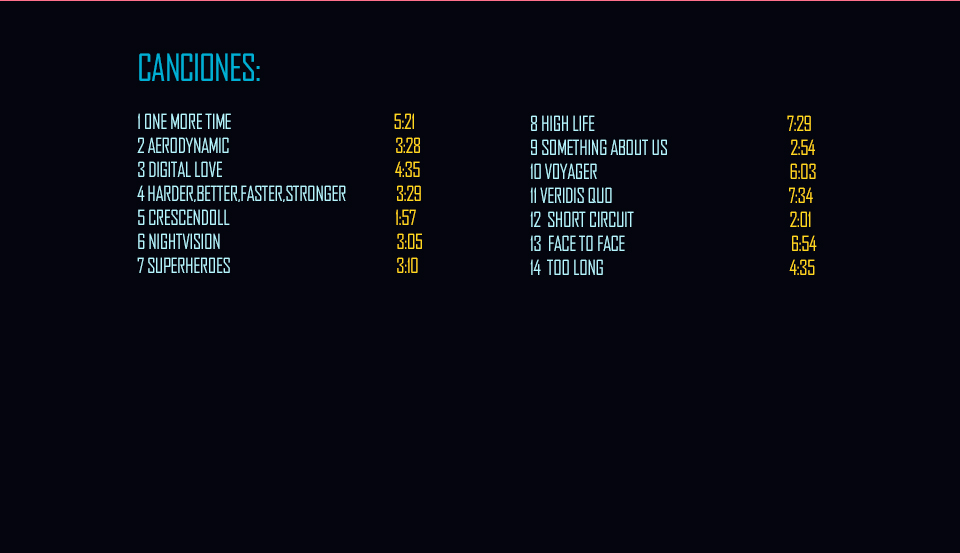 CANCIONES:
1 ONE MORE TIME 5:21
2 AERODYNAMIC 3:28
3 DIGITAL LOVE 4:35
4 HARDER,BETTER,FASTER,STRONGER 3:29
5 CRESCENDOLL 1:57
6 NIGHTVISION 3:05
7 SUPERHEROES 3:10
8 HIGH LIFE 7:29
9 SOMETHING ABOUT US 2:54
10 VOYAGER 6:03
11 VERIDIS QUO 7:34
12 SHORT CIRCUIT 2:01
13 FACE TO FACE 6:54
14 TOO LONG 4:35